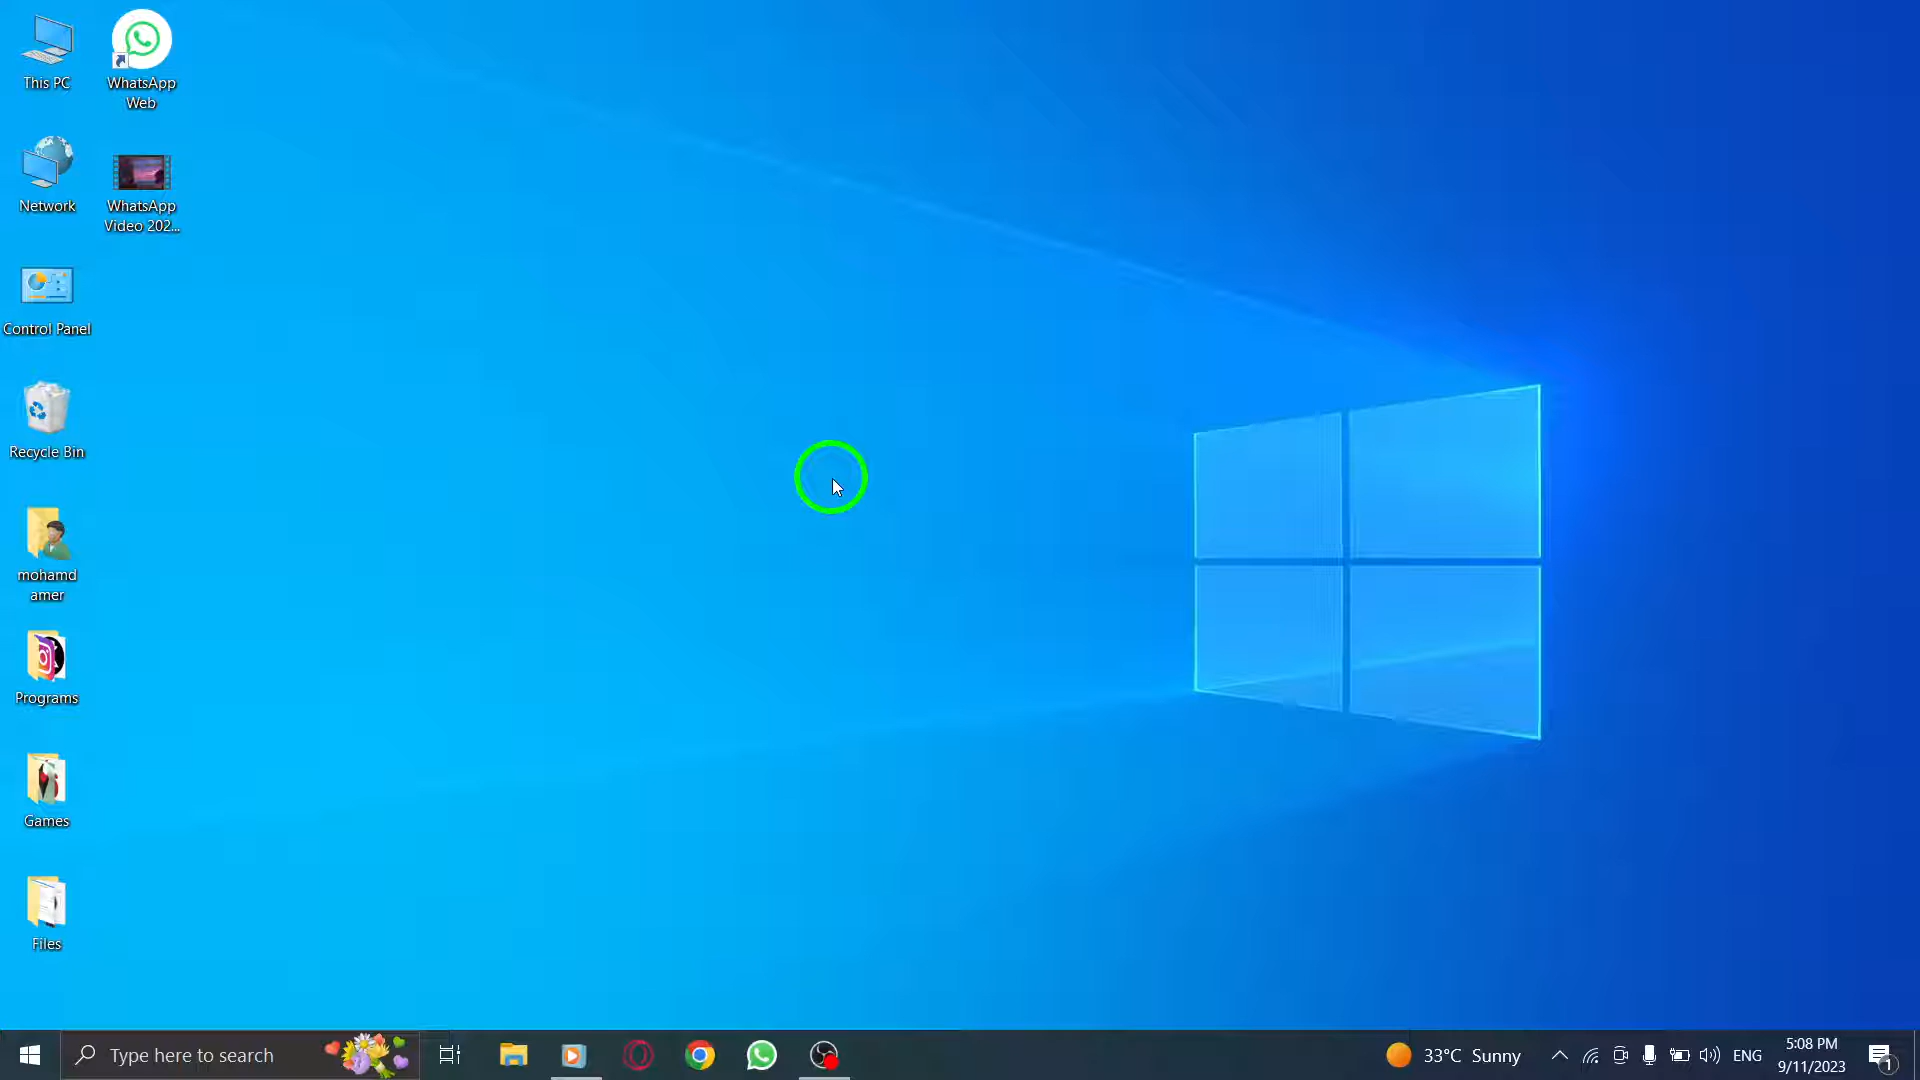 This PC
WhatsApp
Web
Network
WhatsApp
Video 202...
Control Panel
Recycle Bin
mohamd
amer
Programs
Games
Files
Type here to search
33°C Sunny
ENG
5:08 PM
9/11/2023
1